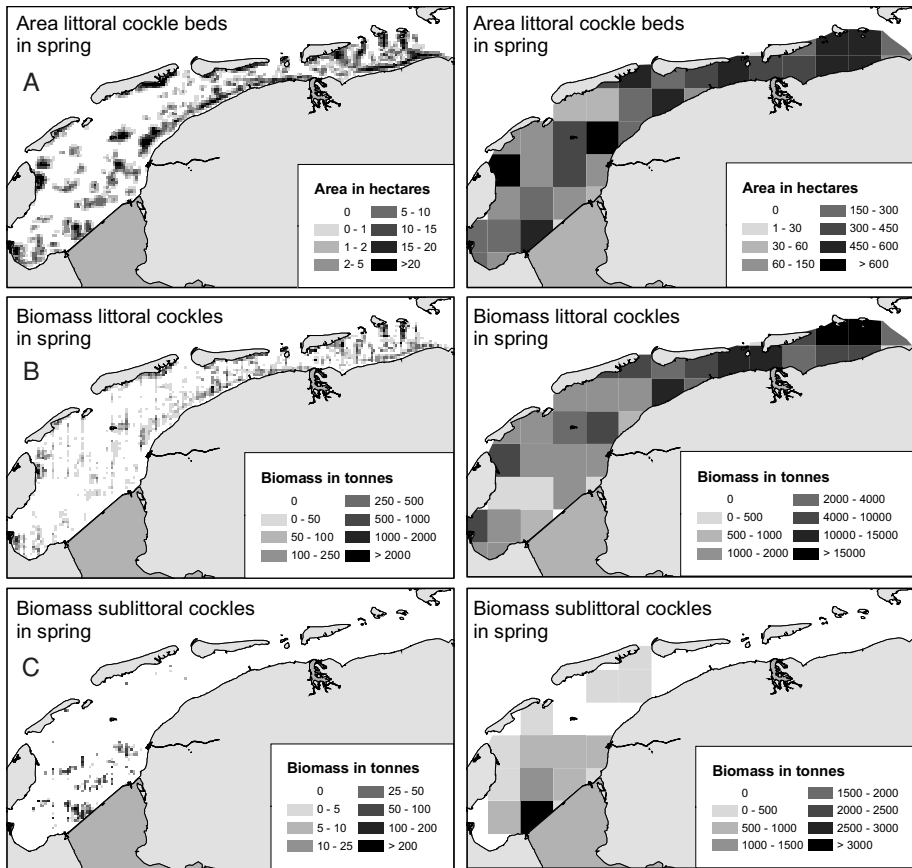 Area littoral cockle beds
in spring
A
Area in hectares
0
0 - 1
1 - 2
2- 5
5 - 10
10 - 15
15 - 20
>20
Area littoral cockle beds
in spring
Area in hectares
0
1 - 30
30 - 60
60 - 150
150 - 300
300 - 450
450 - 600
> 600
Biomass littoral cockles
in spring
B
Biomass in tonnes
0
0 - 50
50 - 100
100 - 250
250 - 500
500 - 1000
1000 - 2000
> 2000
Biomass littoral cockles
in spring
Biomass in tonnes
0
0 - 500
500 - 1000
1000 - 2000
2000 - 4000
4000 - 10000
10000 - 15000
> 15000
Biomass sublittoral cockles
in spring
C
Biomass in tonnes
0
0 - 5
5 - 10
10 - 25
25 - 50
50 - 100
100 - 200
> 200
Biomass sublittoral cockles
in spring
Biomass in tonnes
0
0 - 500
500 - 1000
1000 - 1500
1500 - 2000
2000 - 2500
2500 - 3000
> 3000